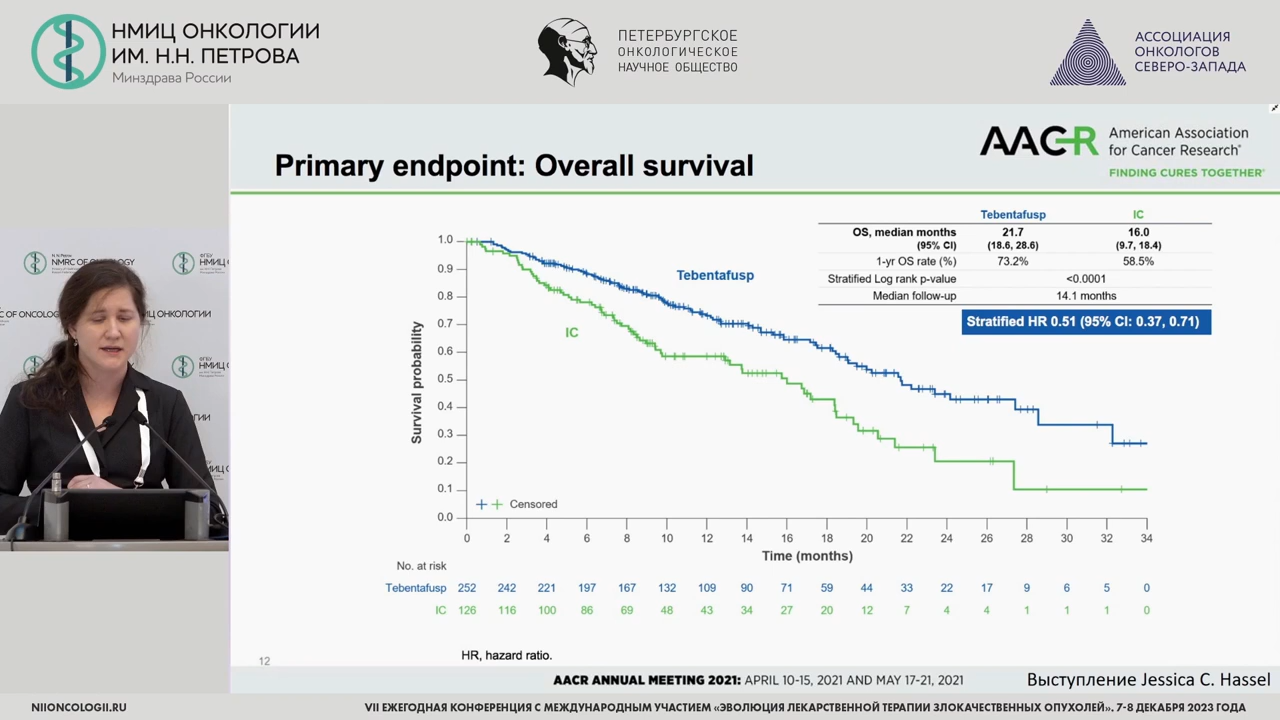 НМИЦ ОНКОЛОГИИ
ИМ. Н.Н. ПЕТРОВА
Минздрава России
ПЕТЕРБУРГСКОЕ
ОНКОЛОГИЧЕСКОЕ
НАУЧНОЕ ОБЩЕСТВО
АССОЦИАЦИЯ
ОНКОЛОГОВ
СЕВЕРО-ЗАПАДА
Primary endpoint: Overall survival
AACR American Association
for Cancer Research®
FINDING CURES TOGETHER®
Tebentafusp IC
OS, median months 21.7 16.0
(95% CI) (18.6, 28.6) (9.7, 18.4)
1-yr OS rate (%) 73.2% 58.5%
Stratified Log rank p-value <0.0001
Median follow-up 14.1 months
Stratified HR 0.51 (95% CI: 0.37, 0.71)
Tebentafusp
IC
Survival probability
1.0
0.9
0.8
0.7
0.6
0.5
0.4
0.3
0.2
0.1
0.0
Censored
0 2 4 6 8 10 12 14 16 18 20 22 24 26 28 30 32 34
Time (months)
No. at risk
Tebentafusp 252 242 221 197 167 132 109 90 71 59 44 33 22 17 9 6 5 0
IC 126 116 100 86 69 48 43 34 27 20 12 7 4 4 1 1 1 0
HR, hazard ratio.
12
AACR ANNUAL MEETING 2021: APRIL 10-15, 2021 AND MAY 17-21, 2021
Выступление Jessica C. Hassel
NIIONCOLOGII.RU
VII ЕЖЕГОДНАЯ КОНФЕРЕНЦИЯ С МЕЖДУНАРОДНЫМ УЧАСТИЕМ «ЭВОЛЮЦИЯ ЛЕКАРСТВЕННОЙ ТЕРАПИИ ЗЛОКАЧЕСТВЕННЫХ ОПУХОЛЕЙ». 7-8 ДЕКАБРЯ 2023 ГОДА